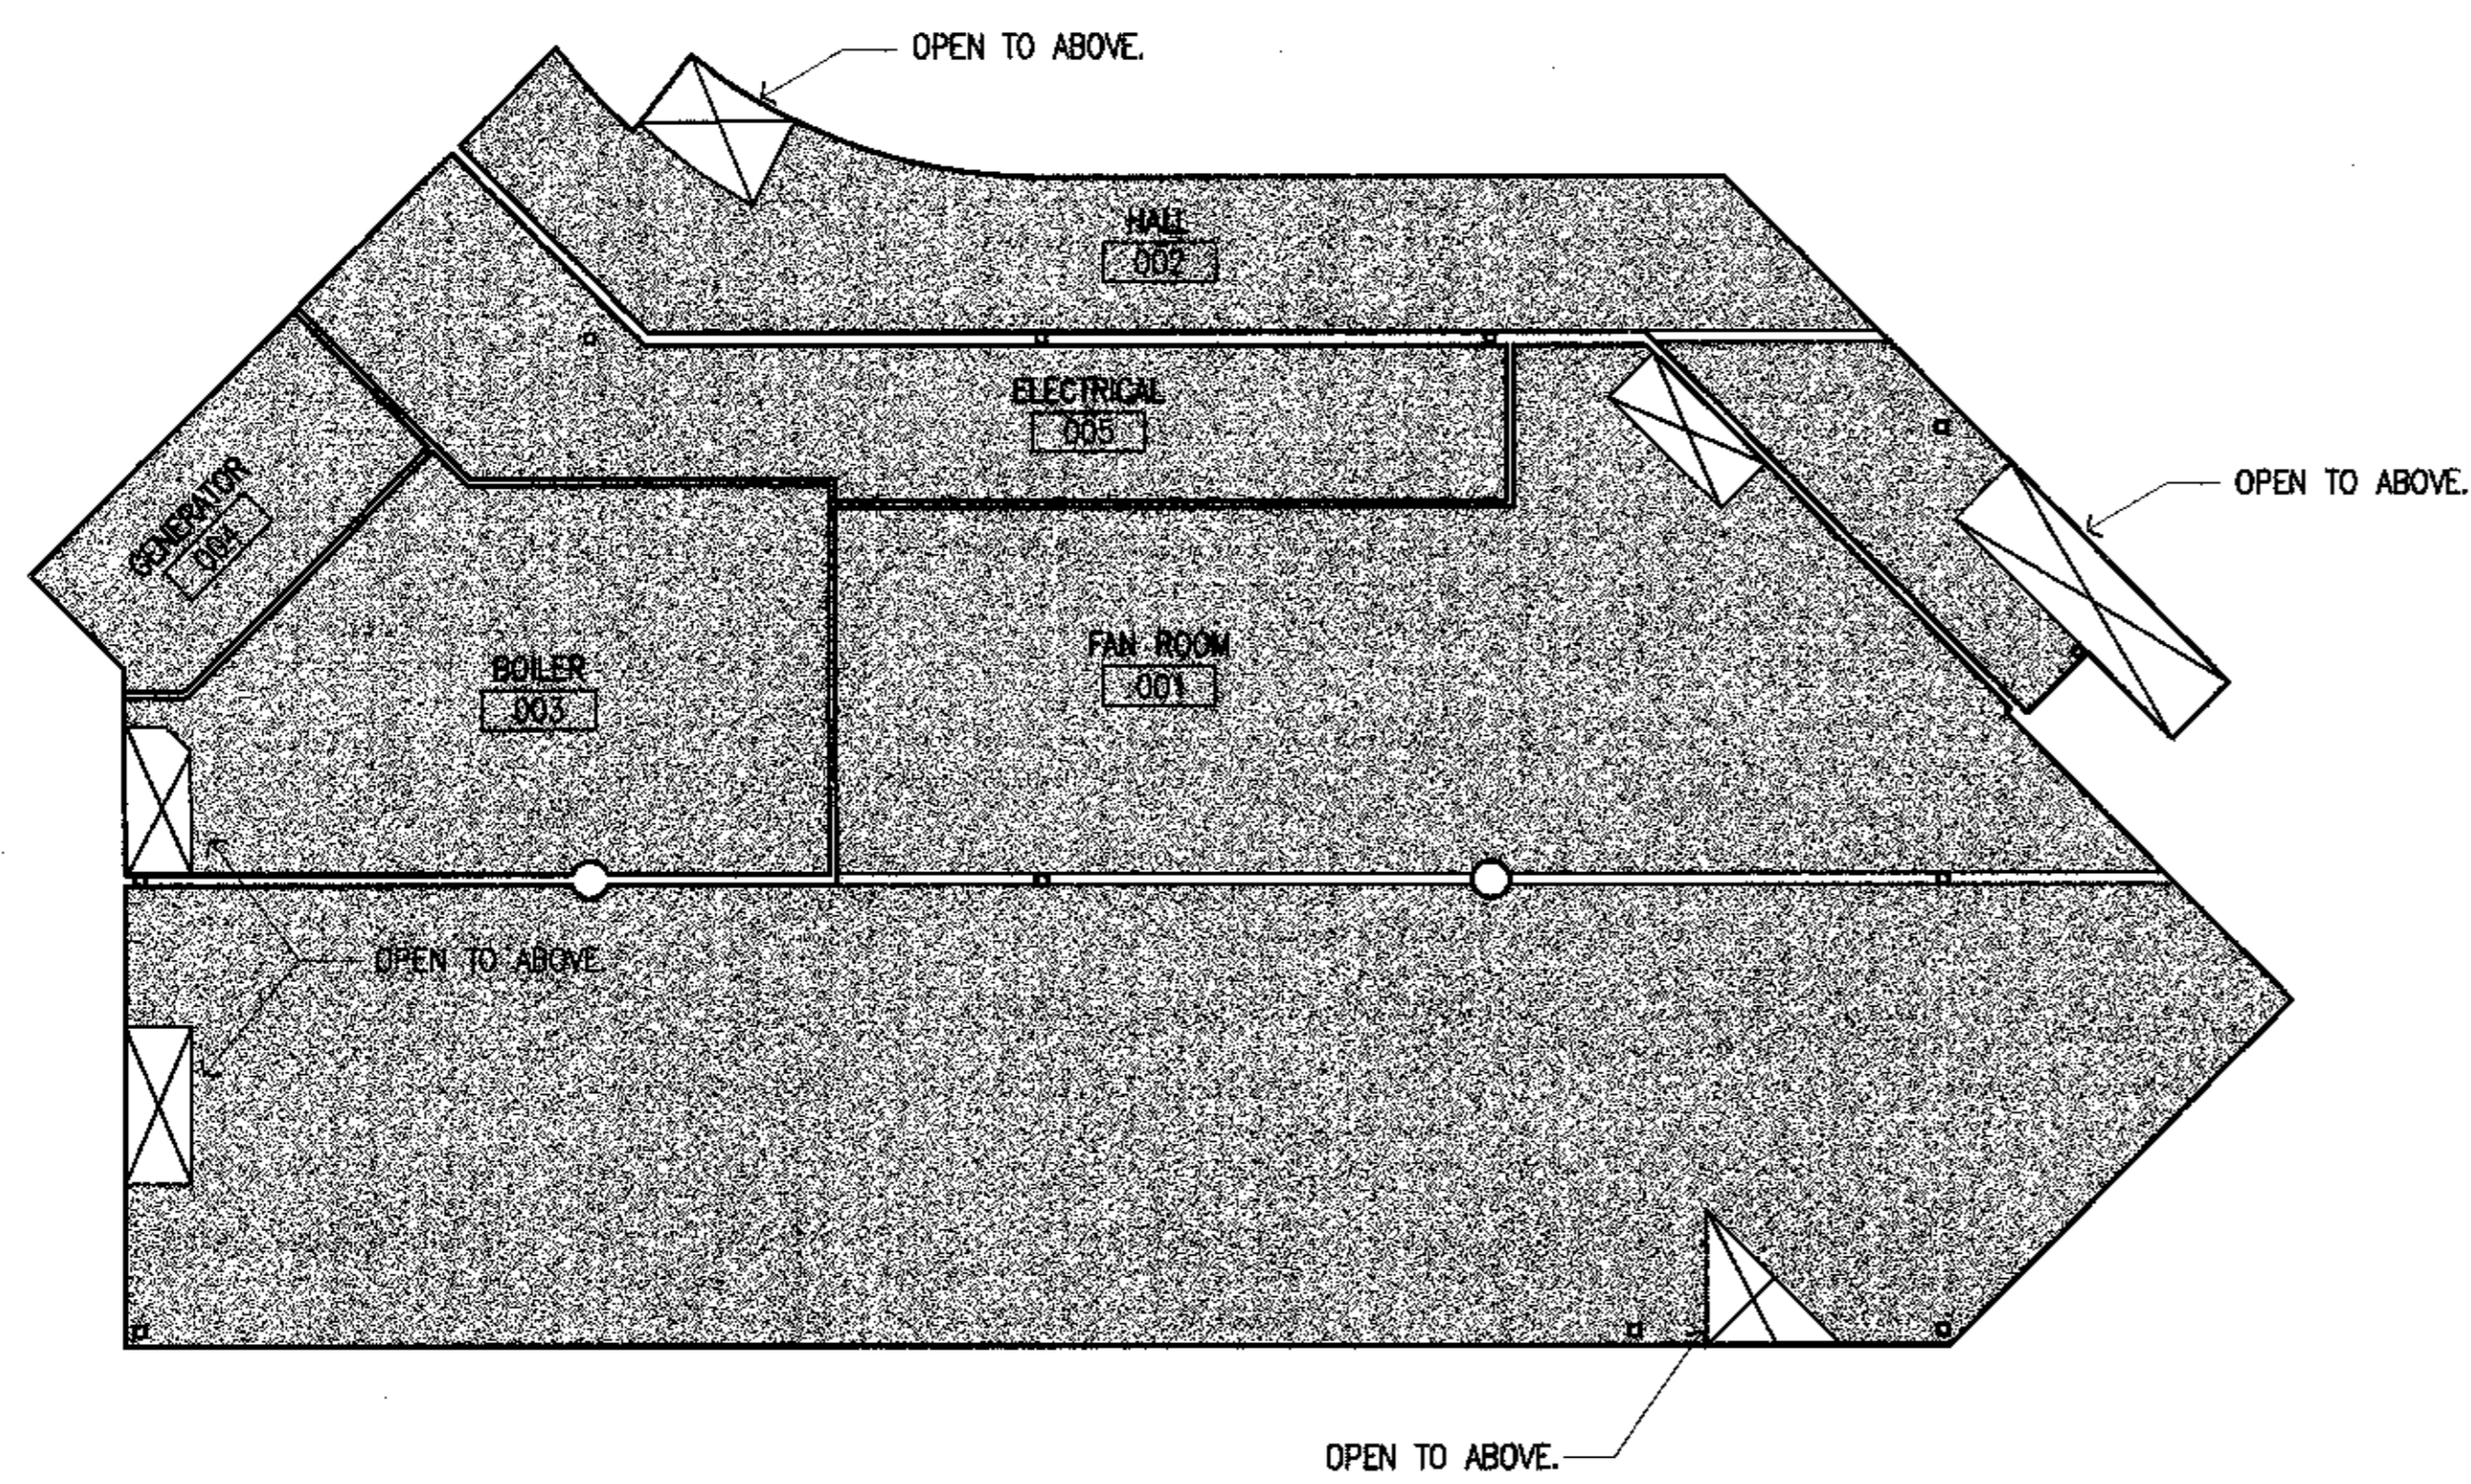 OPEN TO ABOVE.
HALL
002
ELECTRICAL
005
OPEN TO ABOVE.
GENERATOR
004
FAN ROOM
001
BOILER
003
OPEN TO ABOVE.
OPEN TO ABOVE.